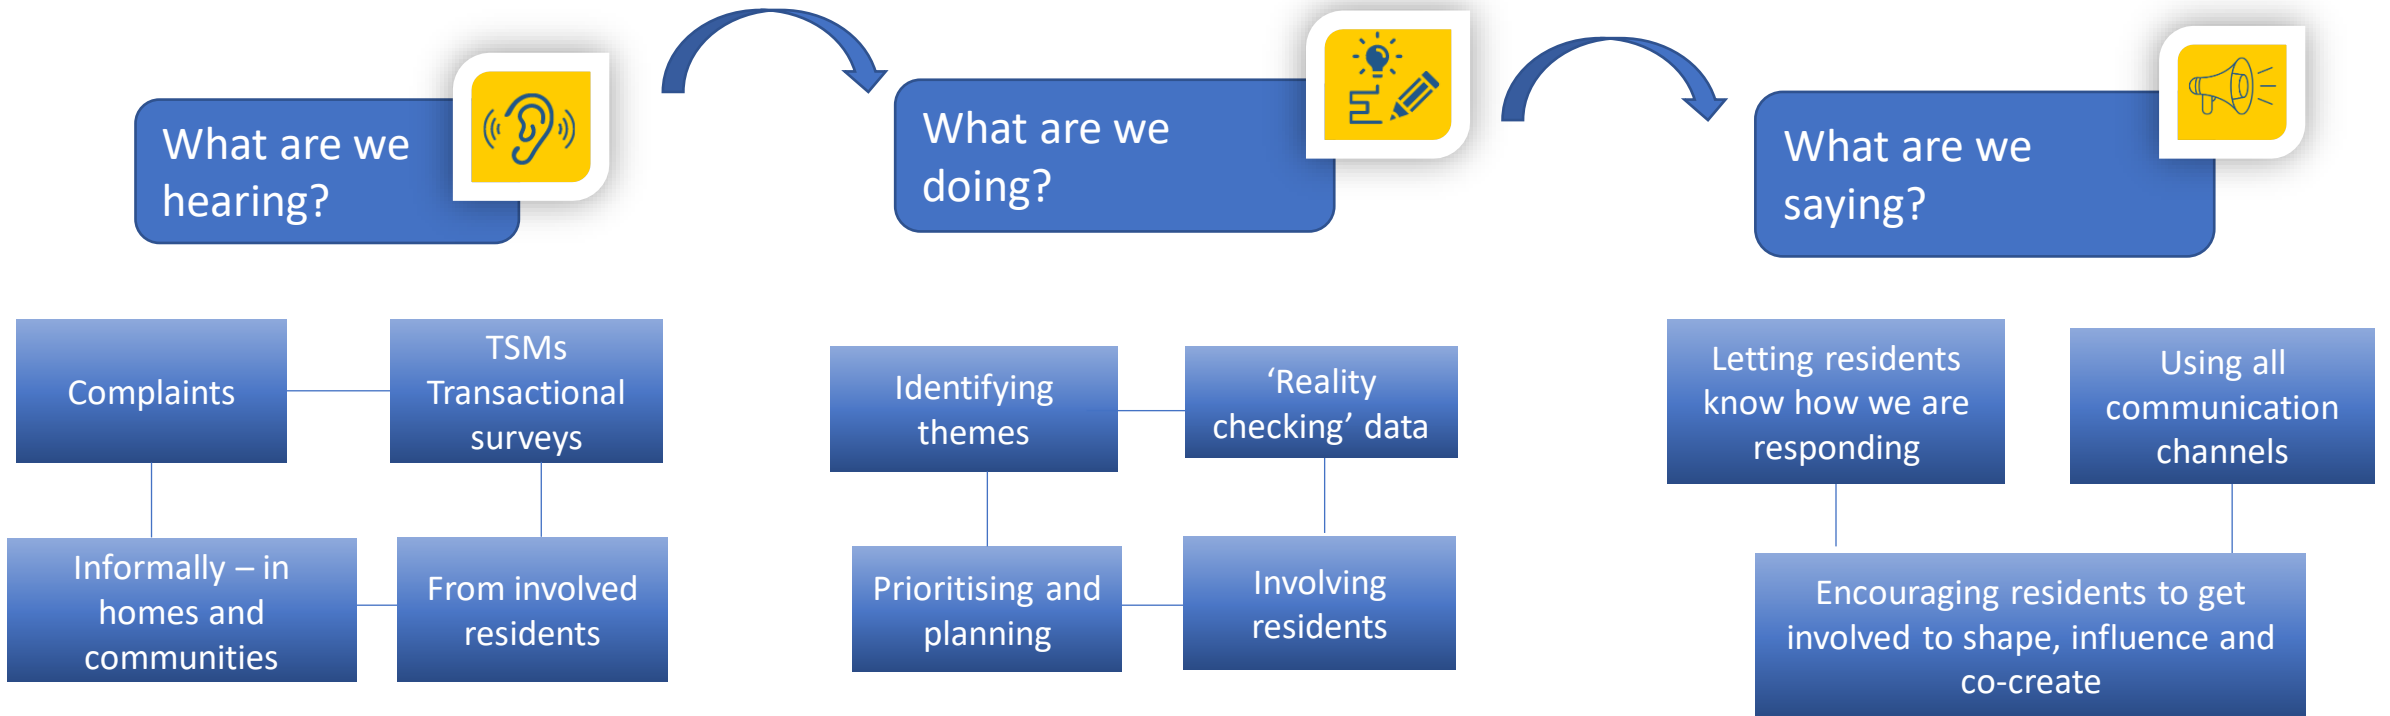 What are we
hearing?
What are we
doing?
What are we
saying?
Complaints
TSMs
Transactional
surveys
Informally – in
homes and
communities
From involved
residents
Identifying
themes
‘Reality
checking’ data
Prioritising and
planning
Involving
residents
Letting residents
know how we are
responding
Using all
communication
channels
Encouraging residents to get
involved to shape, influence and
co-create